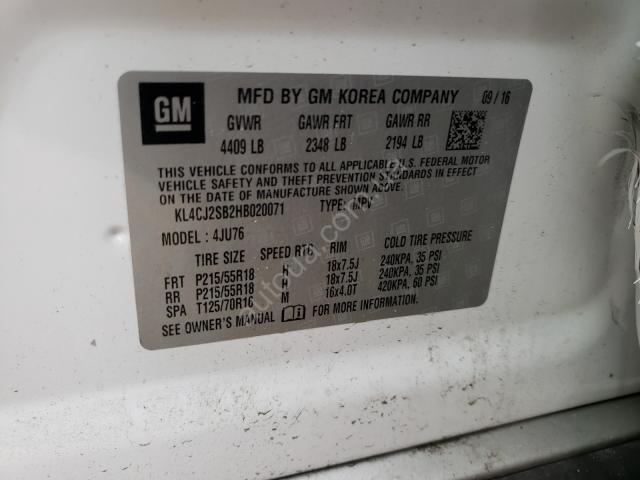 GM
MFD BY GM KOREA COMPANY 09/16
GVWR GAWR FRT GAWR RR
4409 LB 2348 LB 2194 LB
THIS VEHICLE CONFORMS TO ALL APPLICABLE U.S. FEDERAL MOTOR
VEHICLE SAFETY AND THEFT PREVENTION STANDARDS IN EFFECT
ON THE DATE OF MANUFACTURE SHOWN ABOVE.
KL4CJ2SB2HB020071 TYPE: MPV
MODEL : 4JU76
TIRE SIZE SPEED RTG RIM COLD TIRE PRESSURE
FRT P215/55R18 H 18x7.5J 240KPA, 35 PSI
RR P215/55R18 H 18x7.5J 240KPA, 35 PSI
SPA T125/70R16 M 16x4.0T 420KPA, 60 PSI
SEE OWNER'S MANUAL FOR MORE INFORMATION.